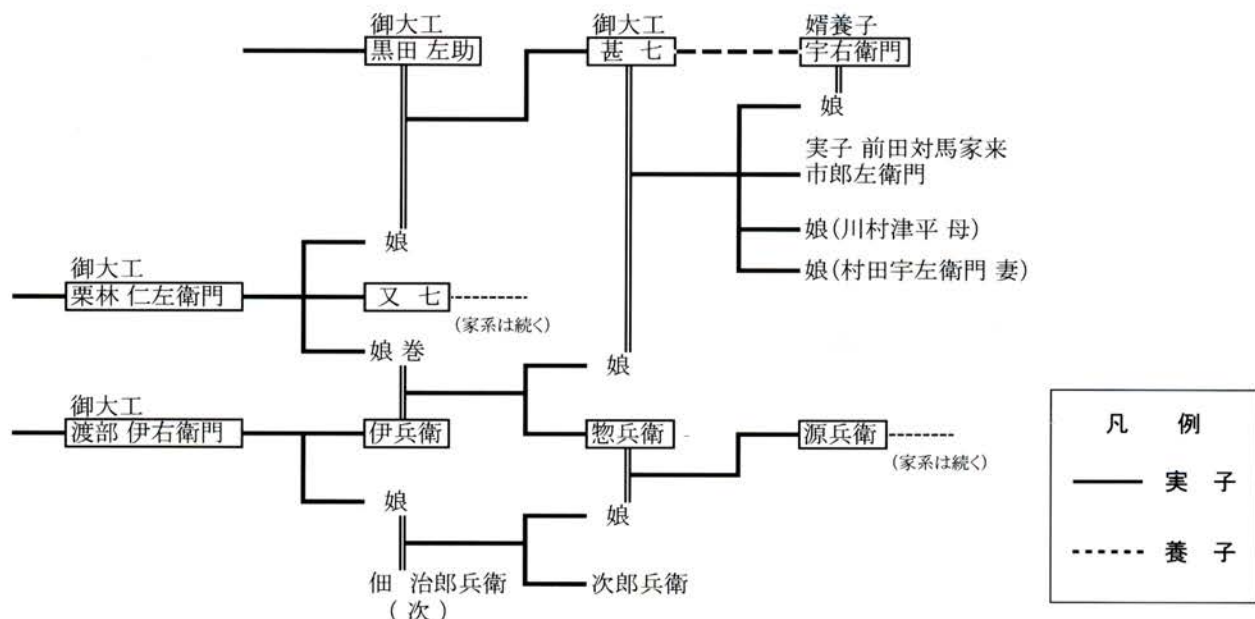 御大工
黒田 左助
御大工
甚 七
婿養子
宇右衛門
娘
実子 前田対馬家来
市郎左衛門
娘(川村津平 母)
娘(村田宇左衛門 妻)
娘
御大工
栗林 仁左衛門
又 七
(家系は続く)
娘 巻
娘
御大工
渡部 伊右衛門
伊兵衛
惣兵衛
源兵衛
(家系は続く)
娘
娘
佃 治郎兵衛
(次)
次郎兵衛
凡 例
実 子
養 子